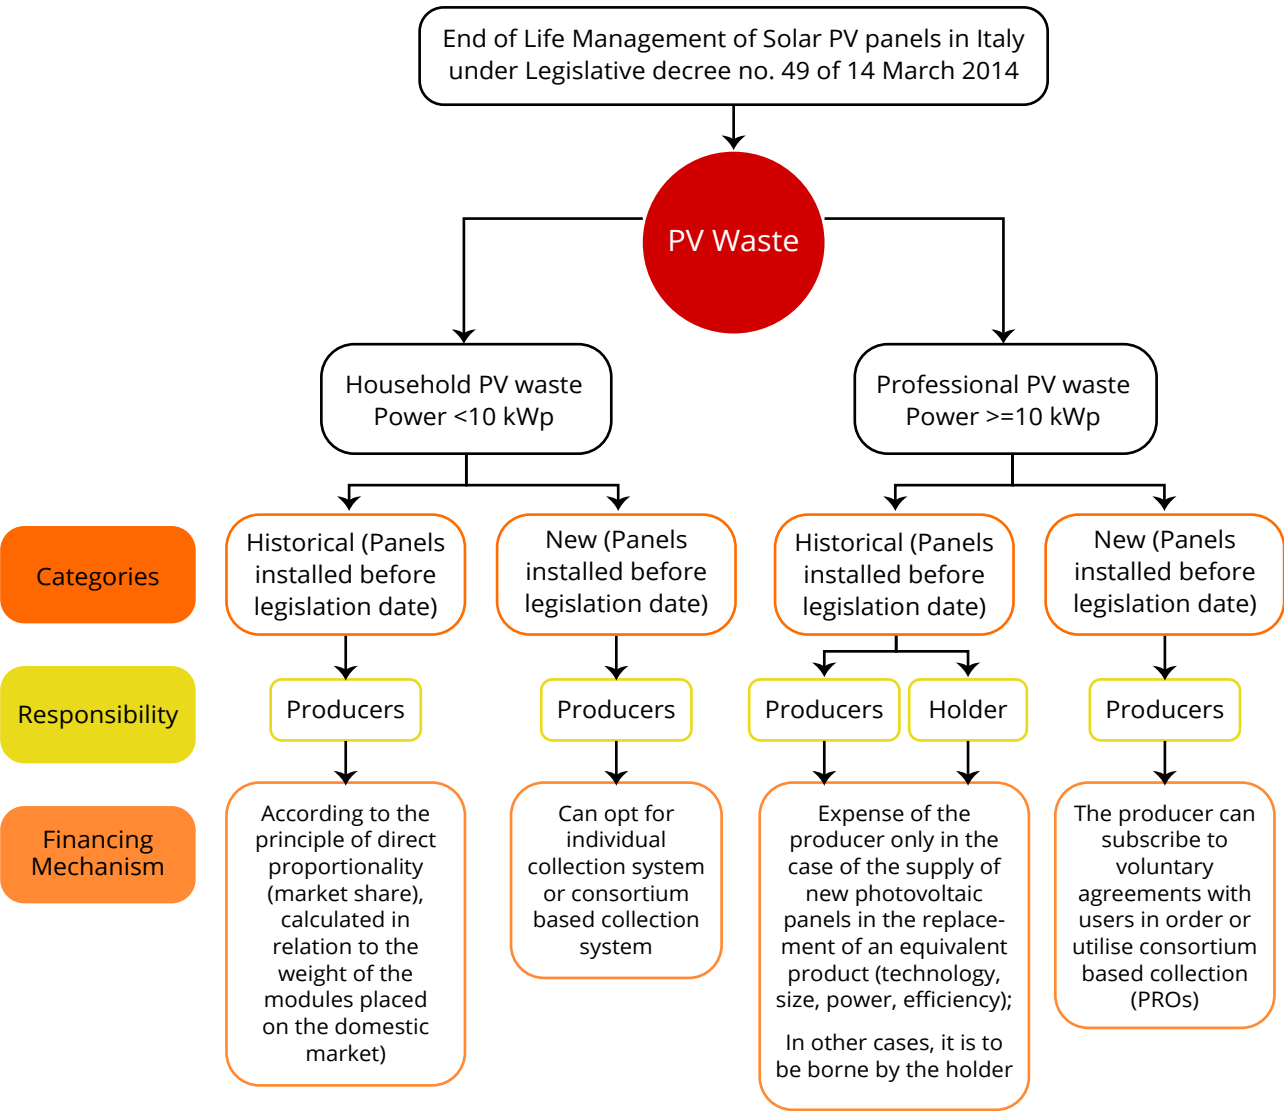 End of Life Management of Solar PV panels in Italy
under Legislative decree no. 49 of 14 March 2014
PV Waste
Household PV waste
Power <10 kWp
Professional PV waste
Power >=10 kWp
Categories
Historical (Panels
installed before
legislation date)
New (Panels
installed before
legislation date)
Historical (Panels
installed before
legislation date)
New (Panels
installed before
legislation date)
Responsibility
Producers
Producers
Producers
Holder
Producers
Financing
Mechanism
According to the
principle of direct
proportionality
(market share),
calculated in
relation to the
weight of the
modules placed
on the domestic
market)
Can opt for
individual
collection system
or consortium
based collection
system
Expense of the
producer only in the
case of the supply of
new photovoltaic
panels in the replace-
ment of an equivalent
product (technology,
size, power, efficiency);
In other cases, it is to
be borne by the holder
The producer can
subscribe to
voluntary
agreements with
users in order or
utilise consortium
based collection
(PROs)